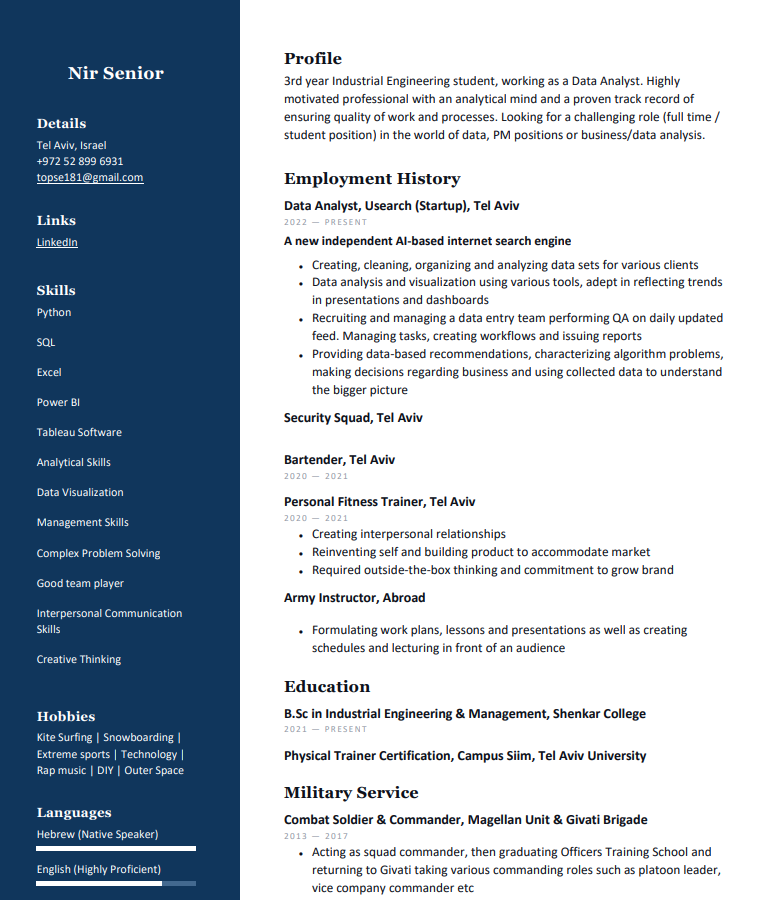 Nir Senior
Details
Tel Aviv, Israel
+972 52 899 6931
topse181@gmail.com
Links
LinkedIn
Skills
Python
SQL
Excel
Power BI
Tableau Software
Analytical Skills
Data Visualization
Management Skills
Complex Problem Solving
Good team player
Interpersonal Communication
Skills
Creative Thinking
Hobbies
Kite Surfing | Snowboarding |
Extreme sports | Technology |
Rap music | DIY | Outer Space
Languages
Hebrew (Native Speaker)
English (Highly Proficient)
Profile
3rd year Industrial Engineering student, working as a Data Analyst. Highly
motivated professional with an analytical mind and a proven track record of
ensuring quality of work and processes. Looking for a challenging role (full time /
student position) in the world of data, PM positions or business/data analysis.
Employment History
Data Analyst, Usearch (Startup), Tel Aviv
2022 — PRESENT
A new independent AI-based internet search engine
• Creating, cleaning, organizing and analyzing data sets for various clients
• Data analysis and visualization using various tools, adept in reflecting trends
in presentations and dashboards
• Recruiting and managing a data entry team performing QA on daily updated
feed. Managing tasks, creating workflows and issuing reports
• Providing data-based recommendations, characterizing algorithm problems,
making decisions regarding business and using collected data to understand
the bigger picture
Security Squad, Tel Aviv
Bartender, Tel Aviv
2020 — 2021
Personal Fitness Trainer, Tel Aviv
2020 — 2021
• Creating interpersonal relationships
• Reinventing self and building product to accommodate market
• Required outside-the-box thinking and commitment to grow brand
Army Instructor, Abroad
• Formulating work plans, lessons and presentations as well as creating
schedules and lecturing in front of an audience
Education
B.Sc in Industrial Engineering & Management, Shenkar College
2021 — PRESENT
Physical Trainer Certification, Campus Siim, Tel Aviv University
Military Service
Combat Soldier & Commander, Magellan Unit & Givati Brigade
2013 — 2017
• Acting as squad commander, then graduating Officers Training School and
returning to Givati taking various commanding roles such as platoon leader,
vice company commander etc